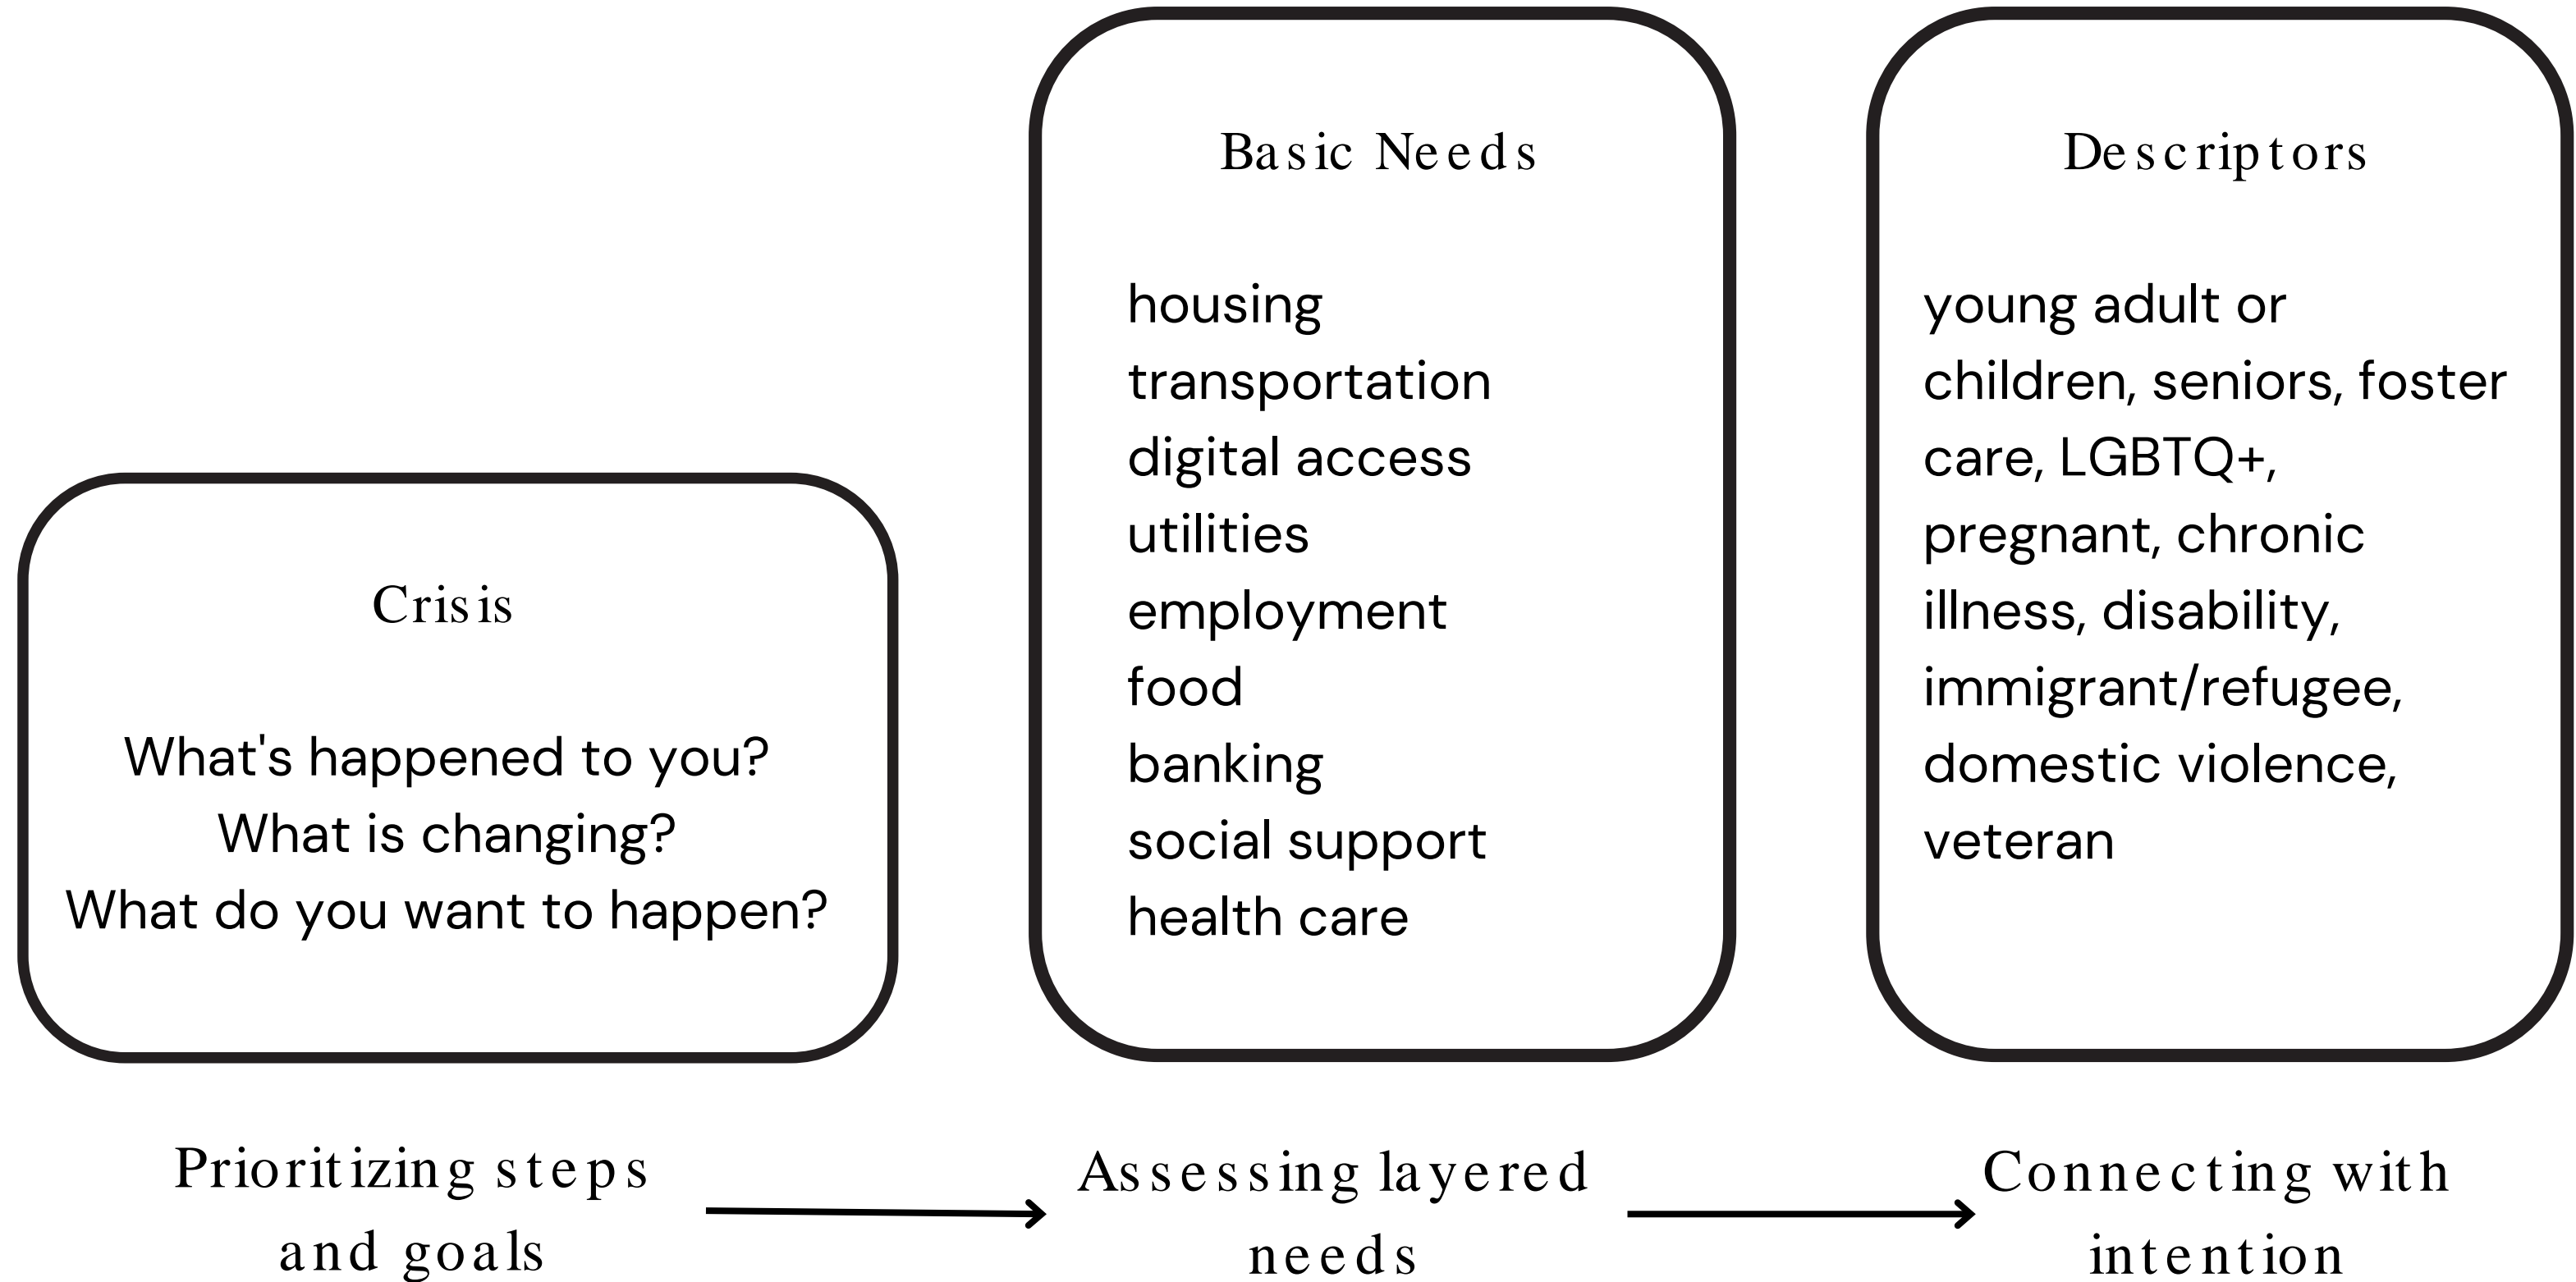 Crisis
What's happened to you?
What is changing?
What do you want to happen?
Basic Needs
housing
transportation
digital access
utilities
employment
food
banking
social support
health care
Descriptors
young adult or
children, seniors, foster
care, LGBTQ+,
pregnant, chronic
illness, disability,
immigrant/refugee,
domestic violence,
veteran
Prioritizing steps
and goals
Assessing layered
needs
Connecting with
intention